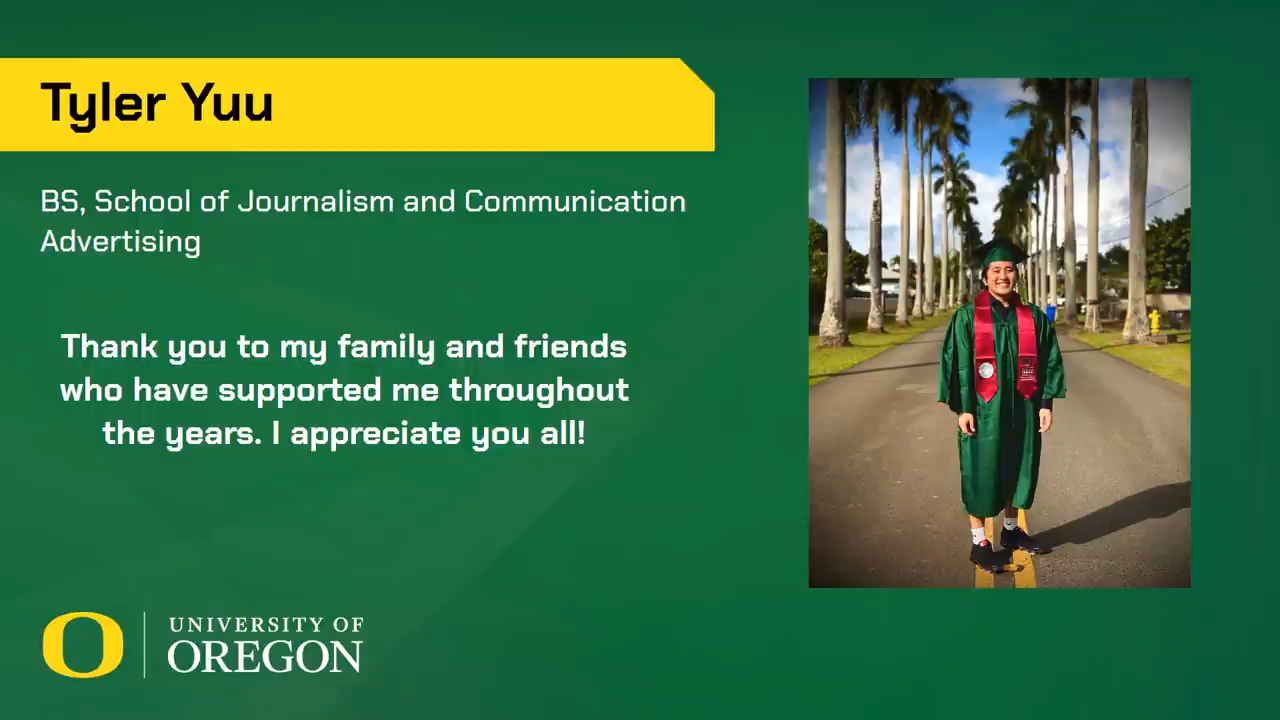 Tyler Yuu
BS, School of Journalism and Communication
Advertising
Thank you to my family and friends
who have supported me throughout
the years. I appreciate you all!
UNIVERSITY OF
OREGON